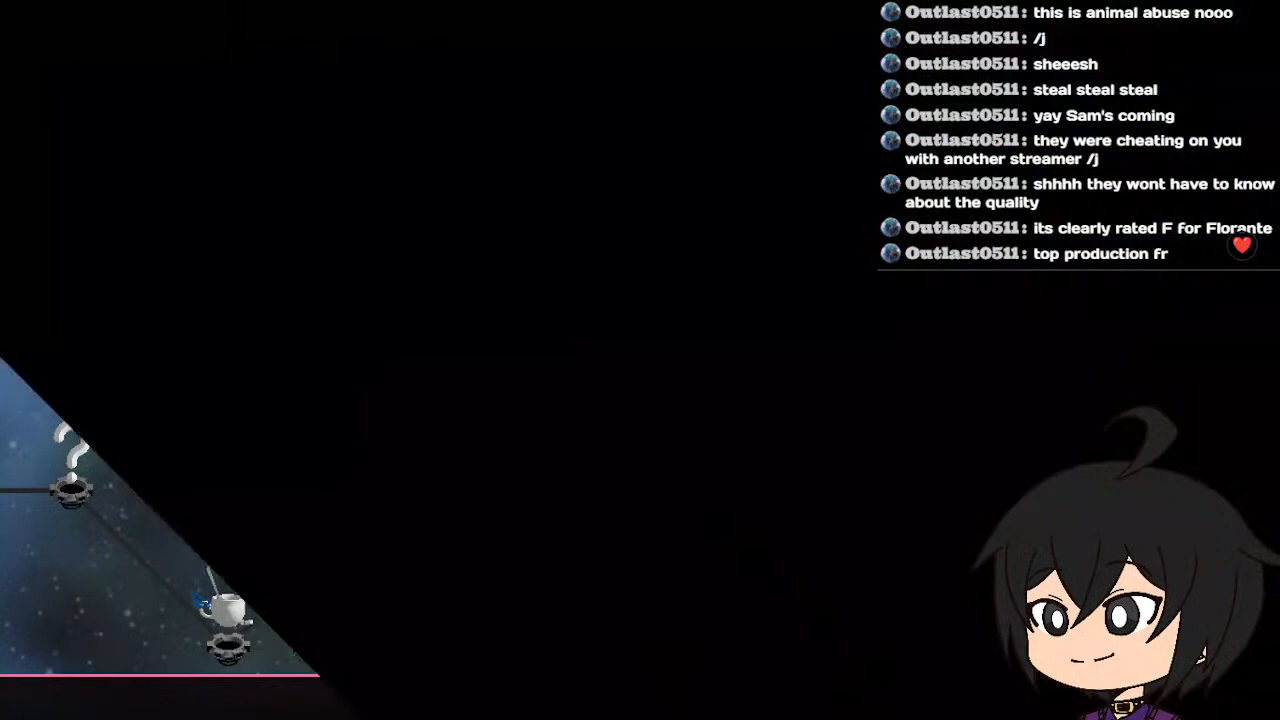 Outlast0511: this is animal abuse nooo
Outlast0511: /j
Outlast0511: sheeesh
Outlast0511: steal steal steal
Outlast0511: yay Sam's coming
Outlast0511: they were cheating on you
with another streamer /j
Outlast0511: shhhh they wont have to know
about the quality
Outlast0511: its clearly rated F for Florante
Outlast0511: top production fr
?